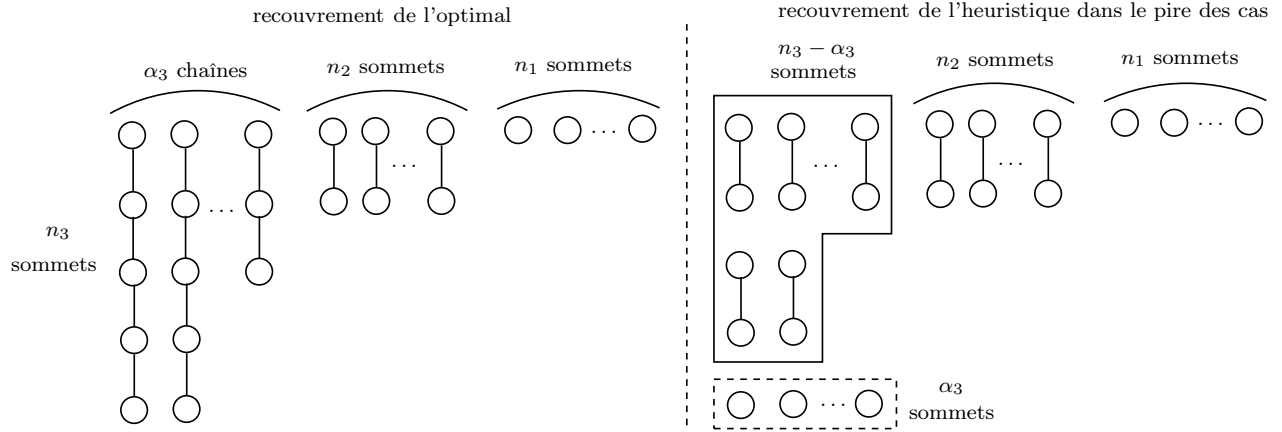 recouvrement de l'optimal
α₃ chaînes
n₂ sommets
n₁ sommets
...
...
...
n₃
sommets
recouvrement de l'heuristique dans le pire des cas
n₃ − α₃
sommets
n₂ sommets
n₁ sommets
...
...
...
...
α₃
sommets